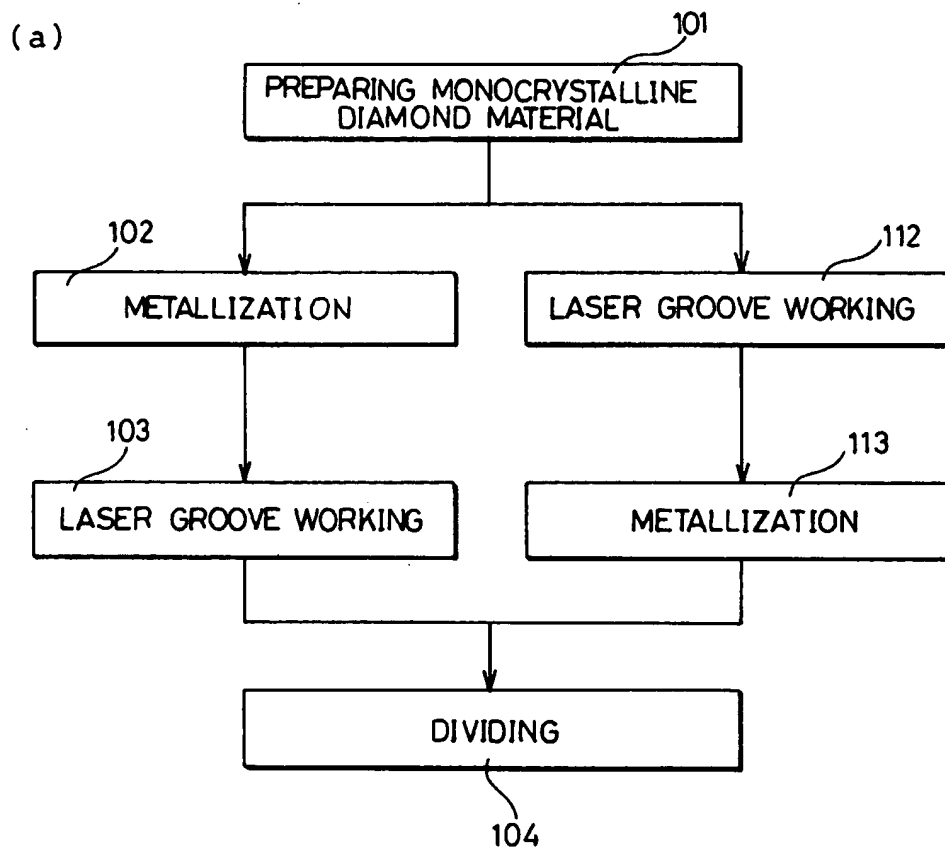 (a)
101
PREPARING MONOCRYSTALLINE
DIAMOND MATERIAL
102
112
METALLIZATION
LASER GROOVE WORKING
103
113
LASER GROOVE WORKING
METALLIZATION
DIVIDING
104